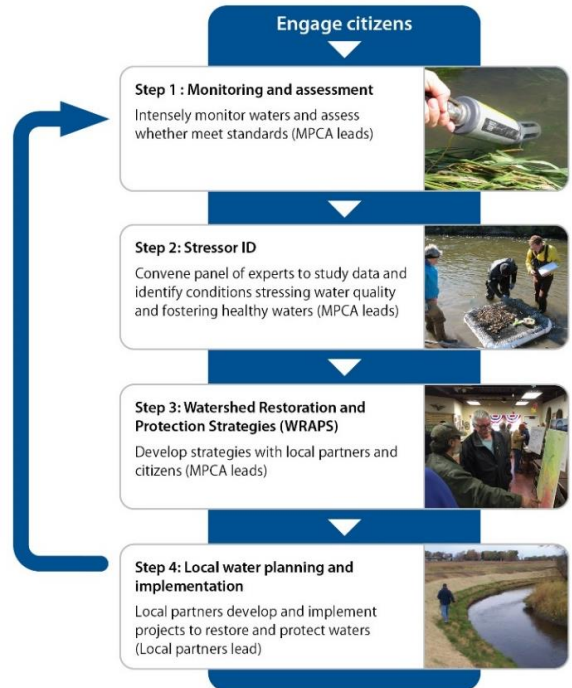 Engage citizens
Step 1 : Monitoring and assessment
Intensely monitor waters and assess
whether meet standards (MPCA leads)
Step 2: Stressor ID
Convene panel of experts to study data and
identify conditions stressing water quality
and fostering healthy waters (MPCA leads)
Step 3: Watershed Restoration and
Protection Strategies (WRAPS)
Develop strategies with local partners and
citizens (MPCA leads)
Step 4: Local water planning and
implementation
Local partners develop and implement
projects to restore and protect waters
(Local partners lead)